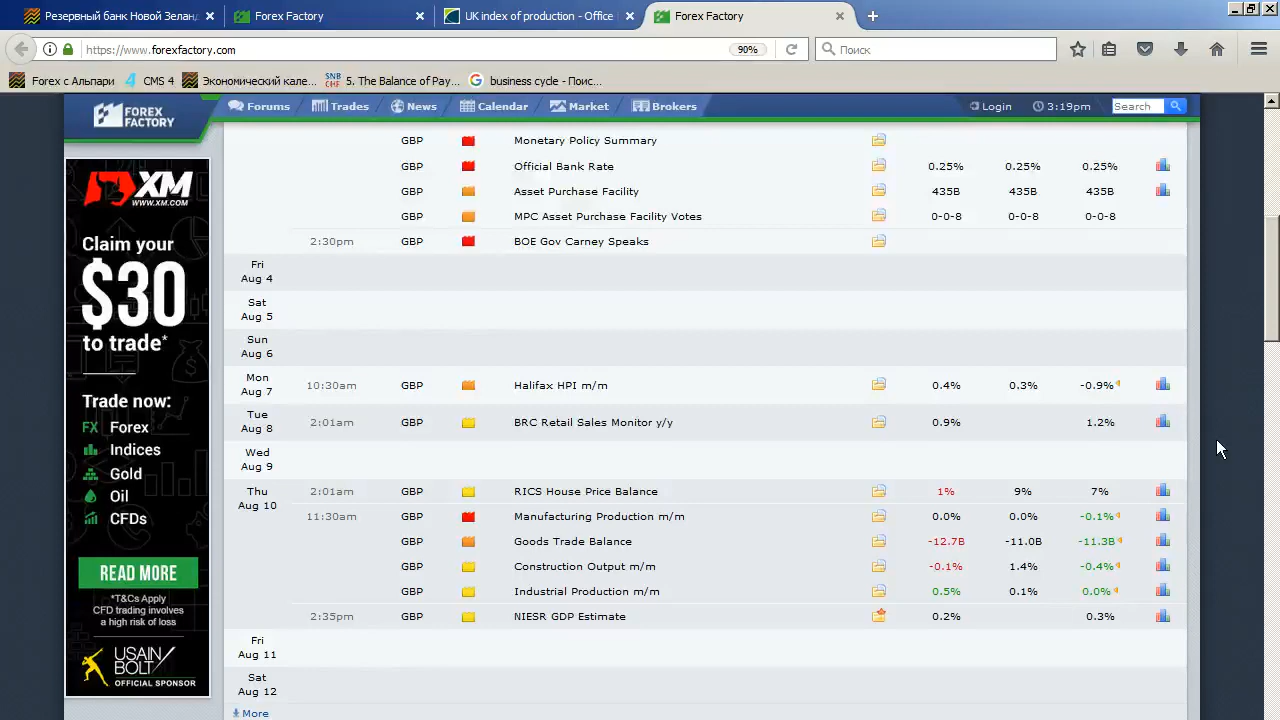 Резервный банк Новой Зелан
Forex Factory
UK index of production - Office
Forex Factory
https://www.forexfactory.com
90%
Поиск
Forex с Альпари
CMS 4
Экономический кале...
SNB CHF
5. The Balance of Pay...
business cycle - Поис...
FOREX FACTORY
Forums
Trades
News
Calendar
Market
Brokers
Login
3:19pm
Search
XM
WWW.XM.COM
Claim your
$30
to trade*
Trade now:
FX Forex
Indices
Gold
Oil
CFDs
READ MORE
*T&Cs Apply
CFD trading involves
a high risk of loss
USAIN
BOLT
OFFICIAL SPONSOR
GBP Monetary Policy Summary
GBP Official Bank Rate 0.25% 0.25% 0.25%
GBP Asset Purchase Facility 435B 435B 435B
GBP MPC Asset Purchase Facility Votes 0-0-8 0-0-8 0-0-8
2:30pm GBP BOE Gov Carney Speaks
Fri
Aug 4
Sat
Aug 5
Sun
Aug 6
Mon
Aug 7
10:30am GBP Halifax HPI m/m 0.4% 0.3% -0.9%
Tue
Aug 8
2:01am GBP BRC Retail Sales Monitor y/y 0.9% 1.2%
Wed
Aug 9
Thu
Aug 10
2:01am GBP RICS House Price Balance 1% 9% 7%
11:30am GBP Manufacturing Production m/m 0.0% 0.0% -0.1%
GBP Goods Trade Balance -12.7B -11.0B -11.3B
GBP Construction Output m/m -0.1% 1.4% -0.4%
GBP Industrial Production m/m 0.5% 0.1% 0.0%
2:35pm GBP NIESR GDP Estimate 0.2% 0.3%
Fri
Aug 11
Sat
Aug 12
More